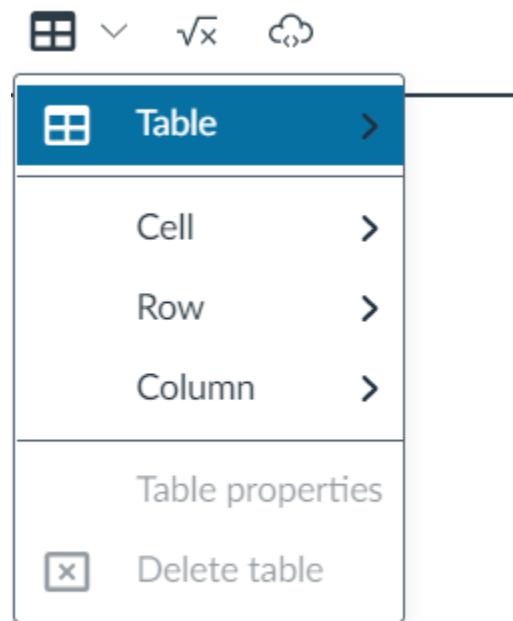 Table
Cell
Row
Column
Table properties
Delete table